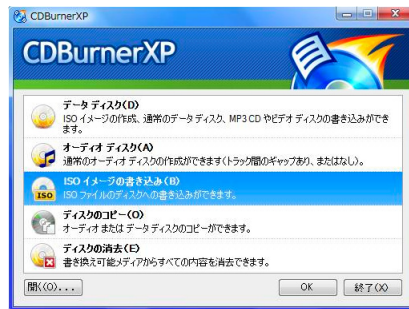 CDBurnerXP
CDBurnerXP
データ ディスク(D)
ISO イメージの作成、通常のデータ ディスク、MP3 CD やビデオ ディスクの書き込みができ
ます。
オーディオ ディスク(A)
通常のオーディオ ディスクの作成ができます(トラック間のギャップあり、またはなし)。
ISO イメージの書き込み(B)
ISO ファイルのディスクへの書き込みができます。
ISO
ディスクのコピー(O)
オーディオ または データ ディスクのコピーができます。
ディスクの消去(E)
書き換え可能メディアからすべての内容を消去できます。
開く(O)... OK 終了(X)